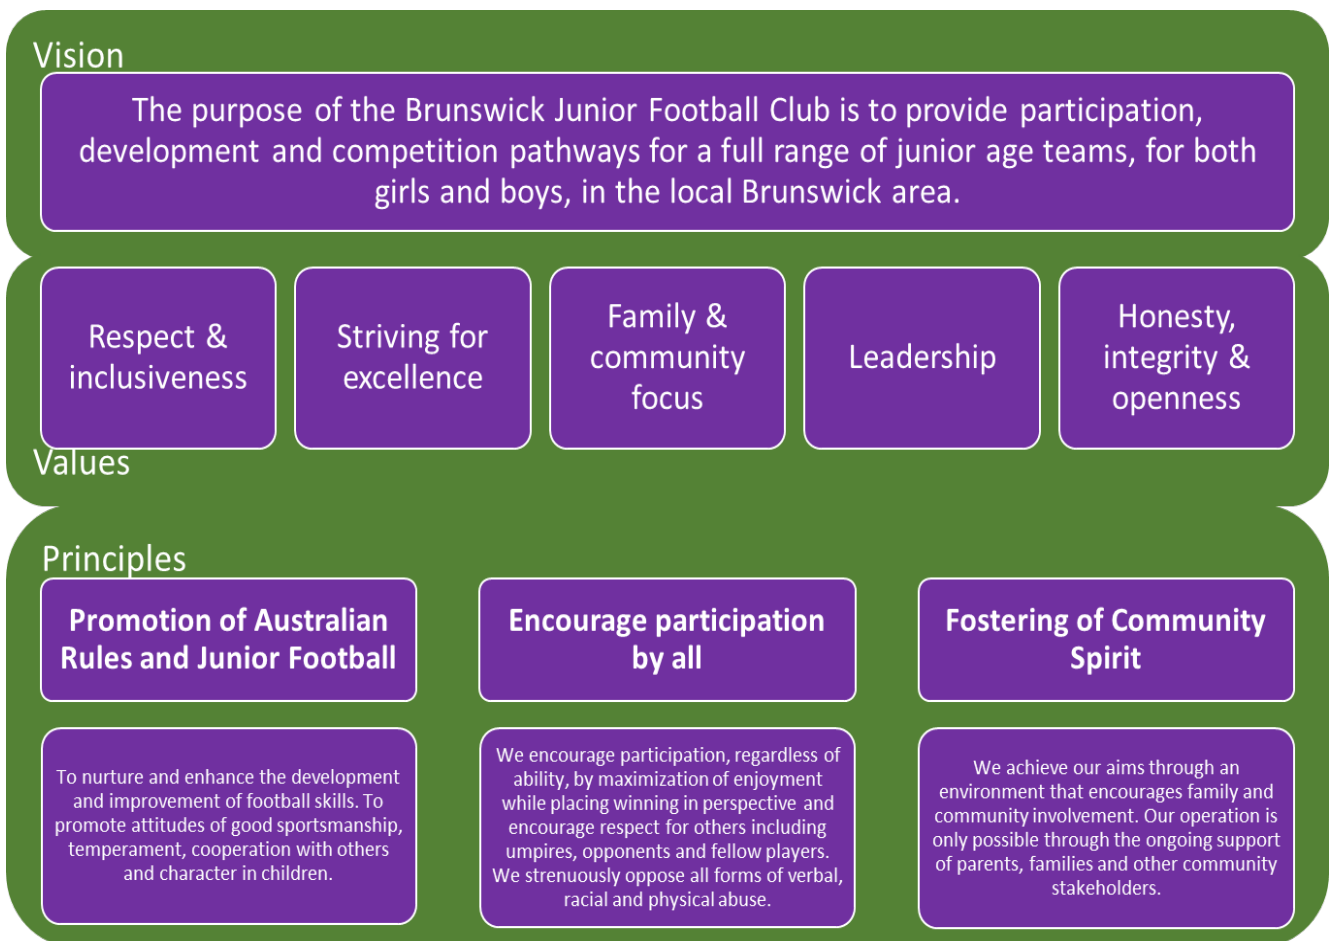 Vision
The purpose of the Brunswick Junior Football Club is to provide participation,
development and competition pathways for a full range of junior age teams, for both
girls and boys, in the local Brunswick area.
Respect &
inclusiveness
Striving for
excellence
Family &
community
focus
Leadership
Honesty,
integrity &
openness
Values
Principles
Promotion of Australian
Rules and Junior Football
To nurture and enhance the development
and improvement of football skills. To
promote attitudes of good sportsmanship,
temperament, cooperation with others
and character in children.
Encourage participation
by all
We encourage participation, regardless of
ability, by maximization of enjoyment
while placing winning in perspective and
encourage respect for others including
umpires, opponents and fellow players.
We strenuously oppose all forms of verbal,
racial and physical abuse.
Fostering of Community
Spirit
We achieve our aims through an
environment that encourages family and
community involvement. Our operation is
only possible through the ongoing support
of parents, families and other community
stakeholders.